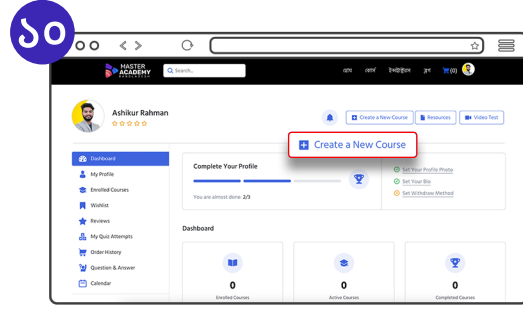 ১০
MASTER
ACADEMY
Search..
হোম কোর্স ইন্সট্রাক্টর ব্লগ (0)
Ashikur Rahman
Create a New Course Resources Video Test
Create a New Course
Dashboard
My Profile
Enrolled Courses
Wishlist
Reviews
My Quiz Attempts
Order History
Question & Answer
Calendar
Complete Your Profile
You are almost done: 2/3
Set Your Profile Photo
Set Your Bio
Set Withdraw Method
Dashboard
0
Enrolled Courses
0
Active Courses
0
Completed Courses